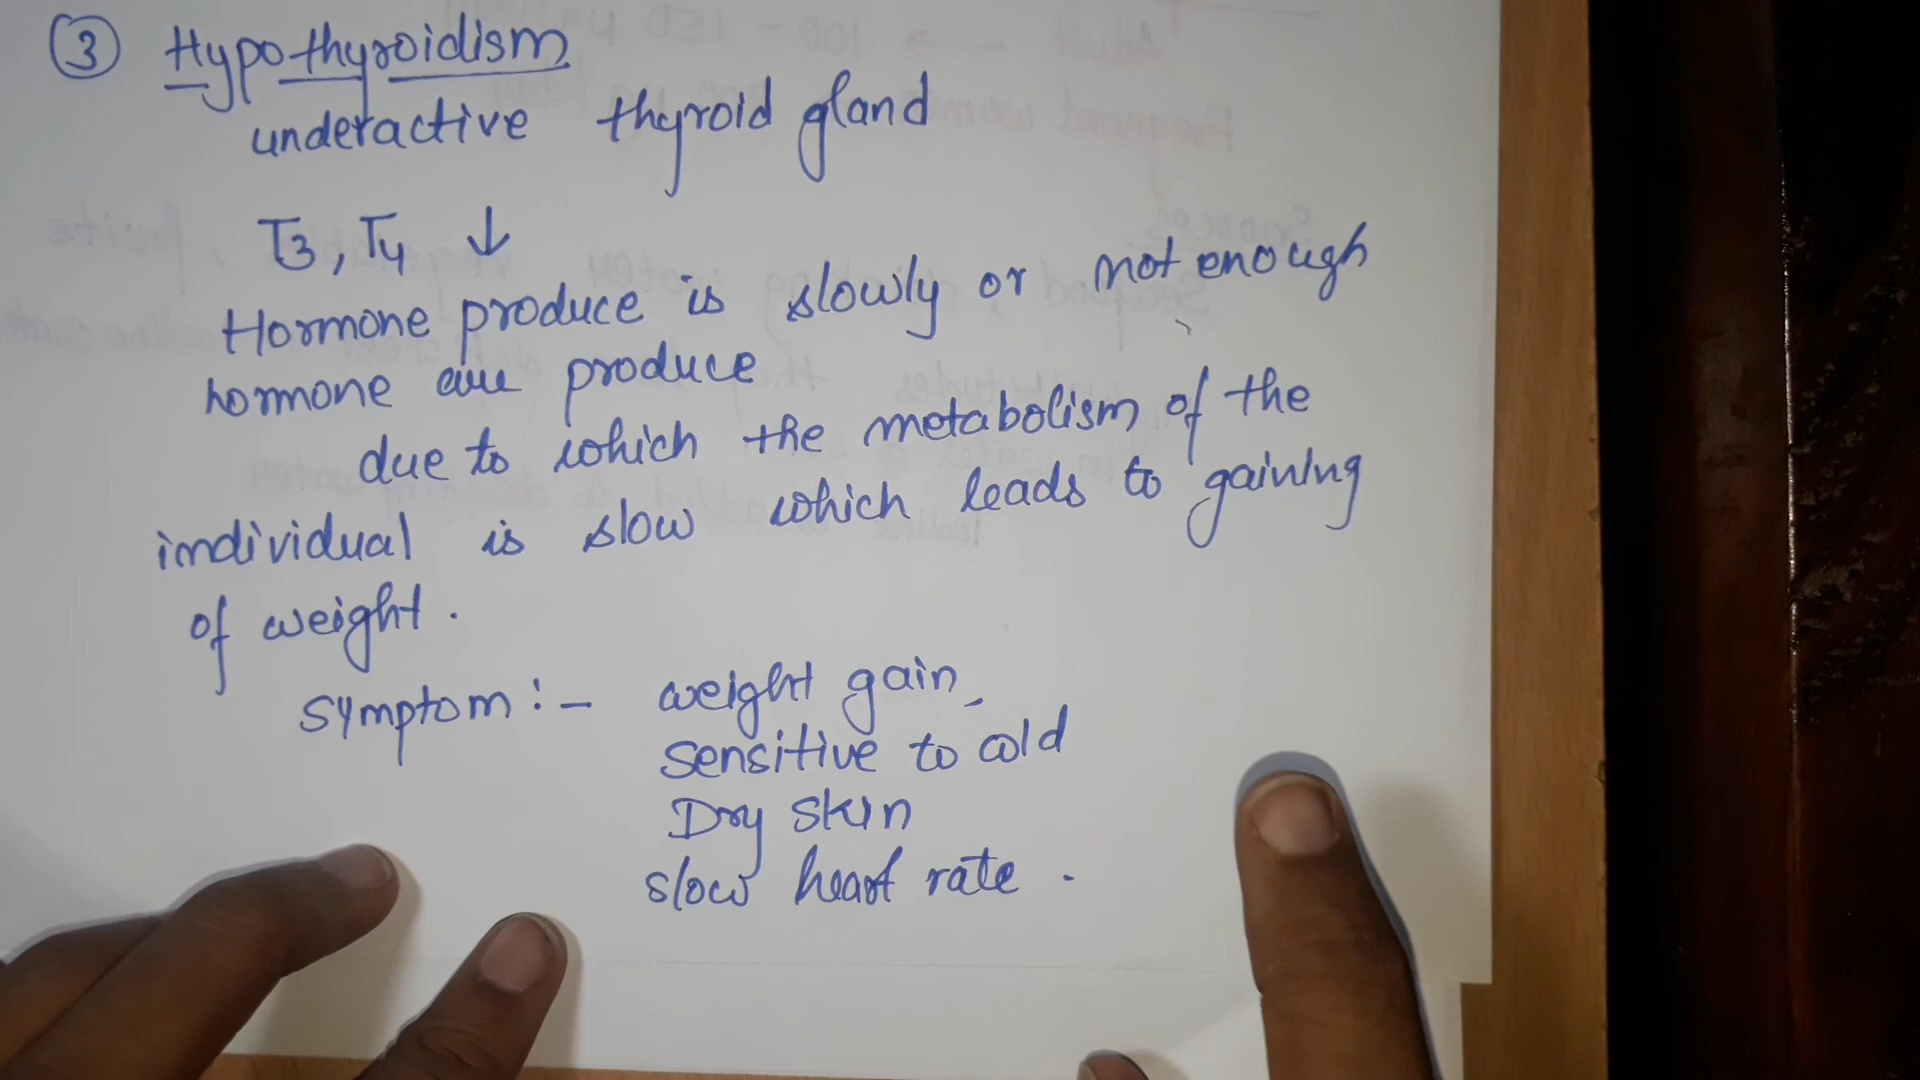 ③ Hypothyroidism
underactive thyroid gland
T3, T4 ↓
Hormone produce is slowly or not enough
hormone are produce
due to which the metabolism of the
individual is slow which leads to gaining
of weight.
Symptom :- weight gain
sensitive to cold
Dry skin
slow heart rate .